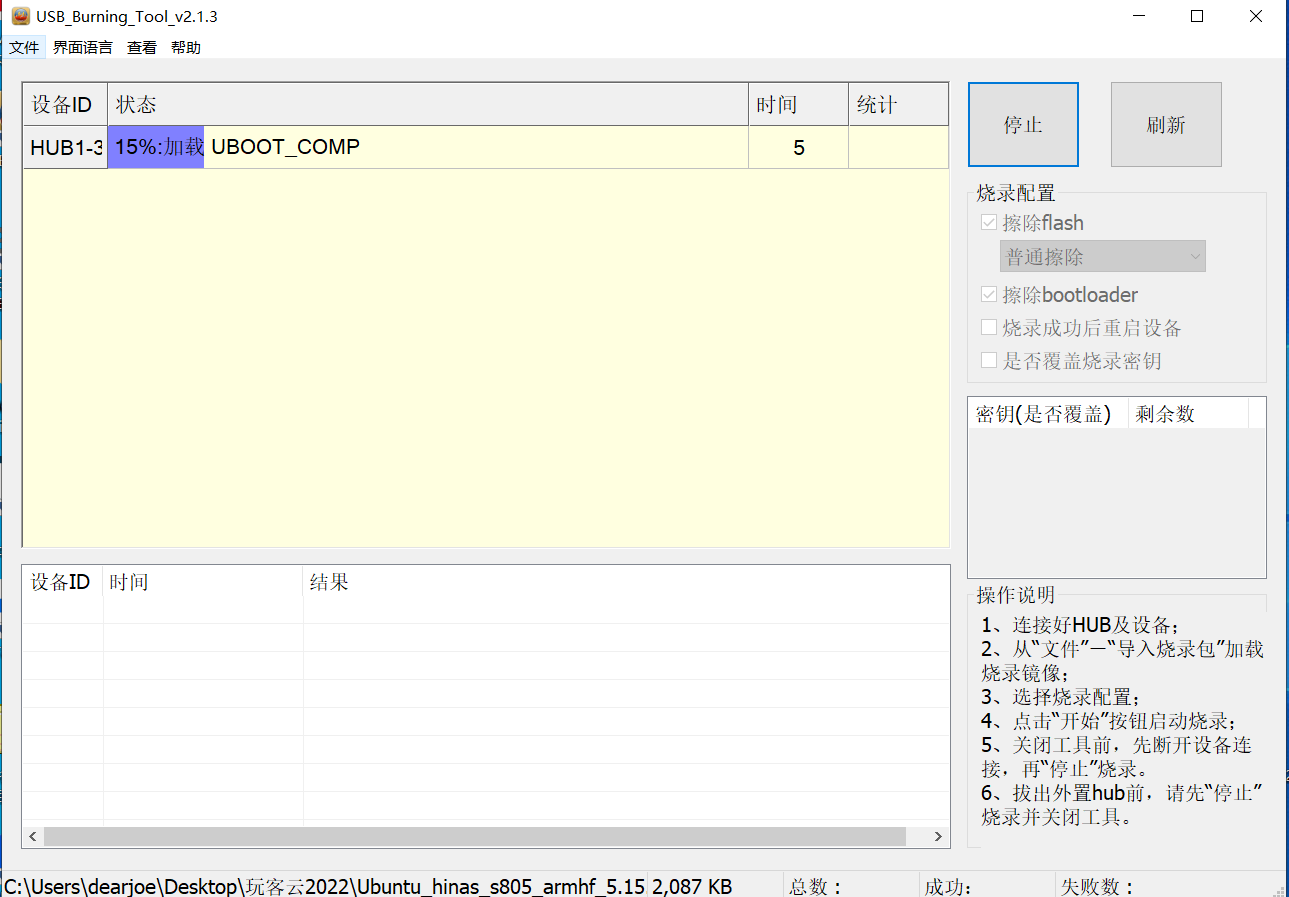 USB_Burning_Tool_v2.1.3
文件 界面语言 查看 帮助
设备ID 状态 时间 统计
HUB1-3 15%:加载 UBOOT_COMP 5
停止 刷新
烧录配置
擦除flash
普通擦除
擦除bootloader
烧录成功后重启设备
是否覆盖烧录密钥
密钥(是否覆盖) 剩余数
设备ID 时间 结果
操作说明
1、连接好HUB及设备；
2、从“文件”—“导入烧录包”加载
烧录镜像；
3、选择烧录配置；
4、点击“开始”按钮启动烧录；
5、关闭工具前，先断开设备连
接，再“停止”烧录。
6、拔出外置hub前，请先“停止”
烧录并关闭工具。
C:\Users\dearjoe\Desktop\玩客云2022\Ubuntu_hinas_s805_armhf_5.15 2,087 KB 总数： 成功: 失败数：